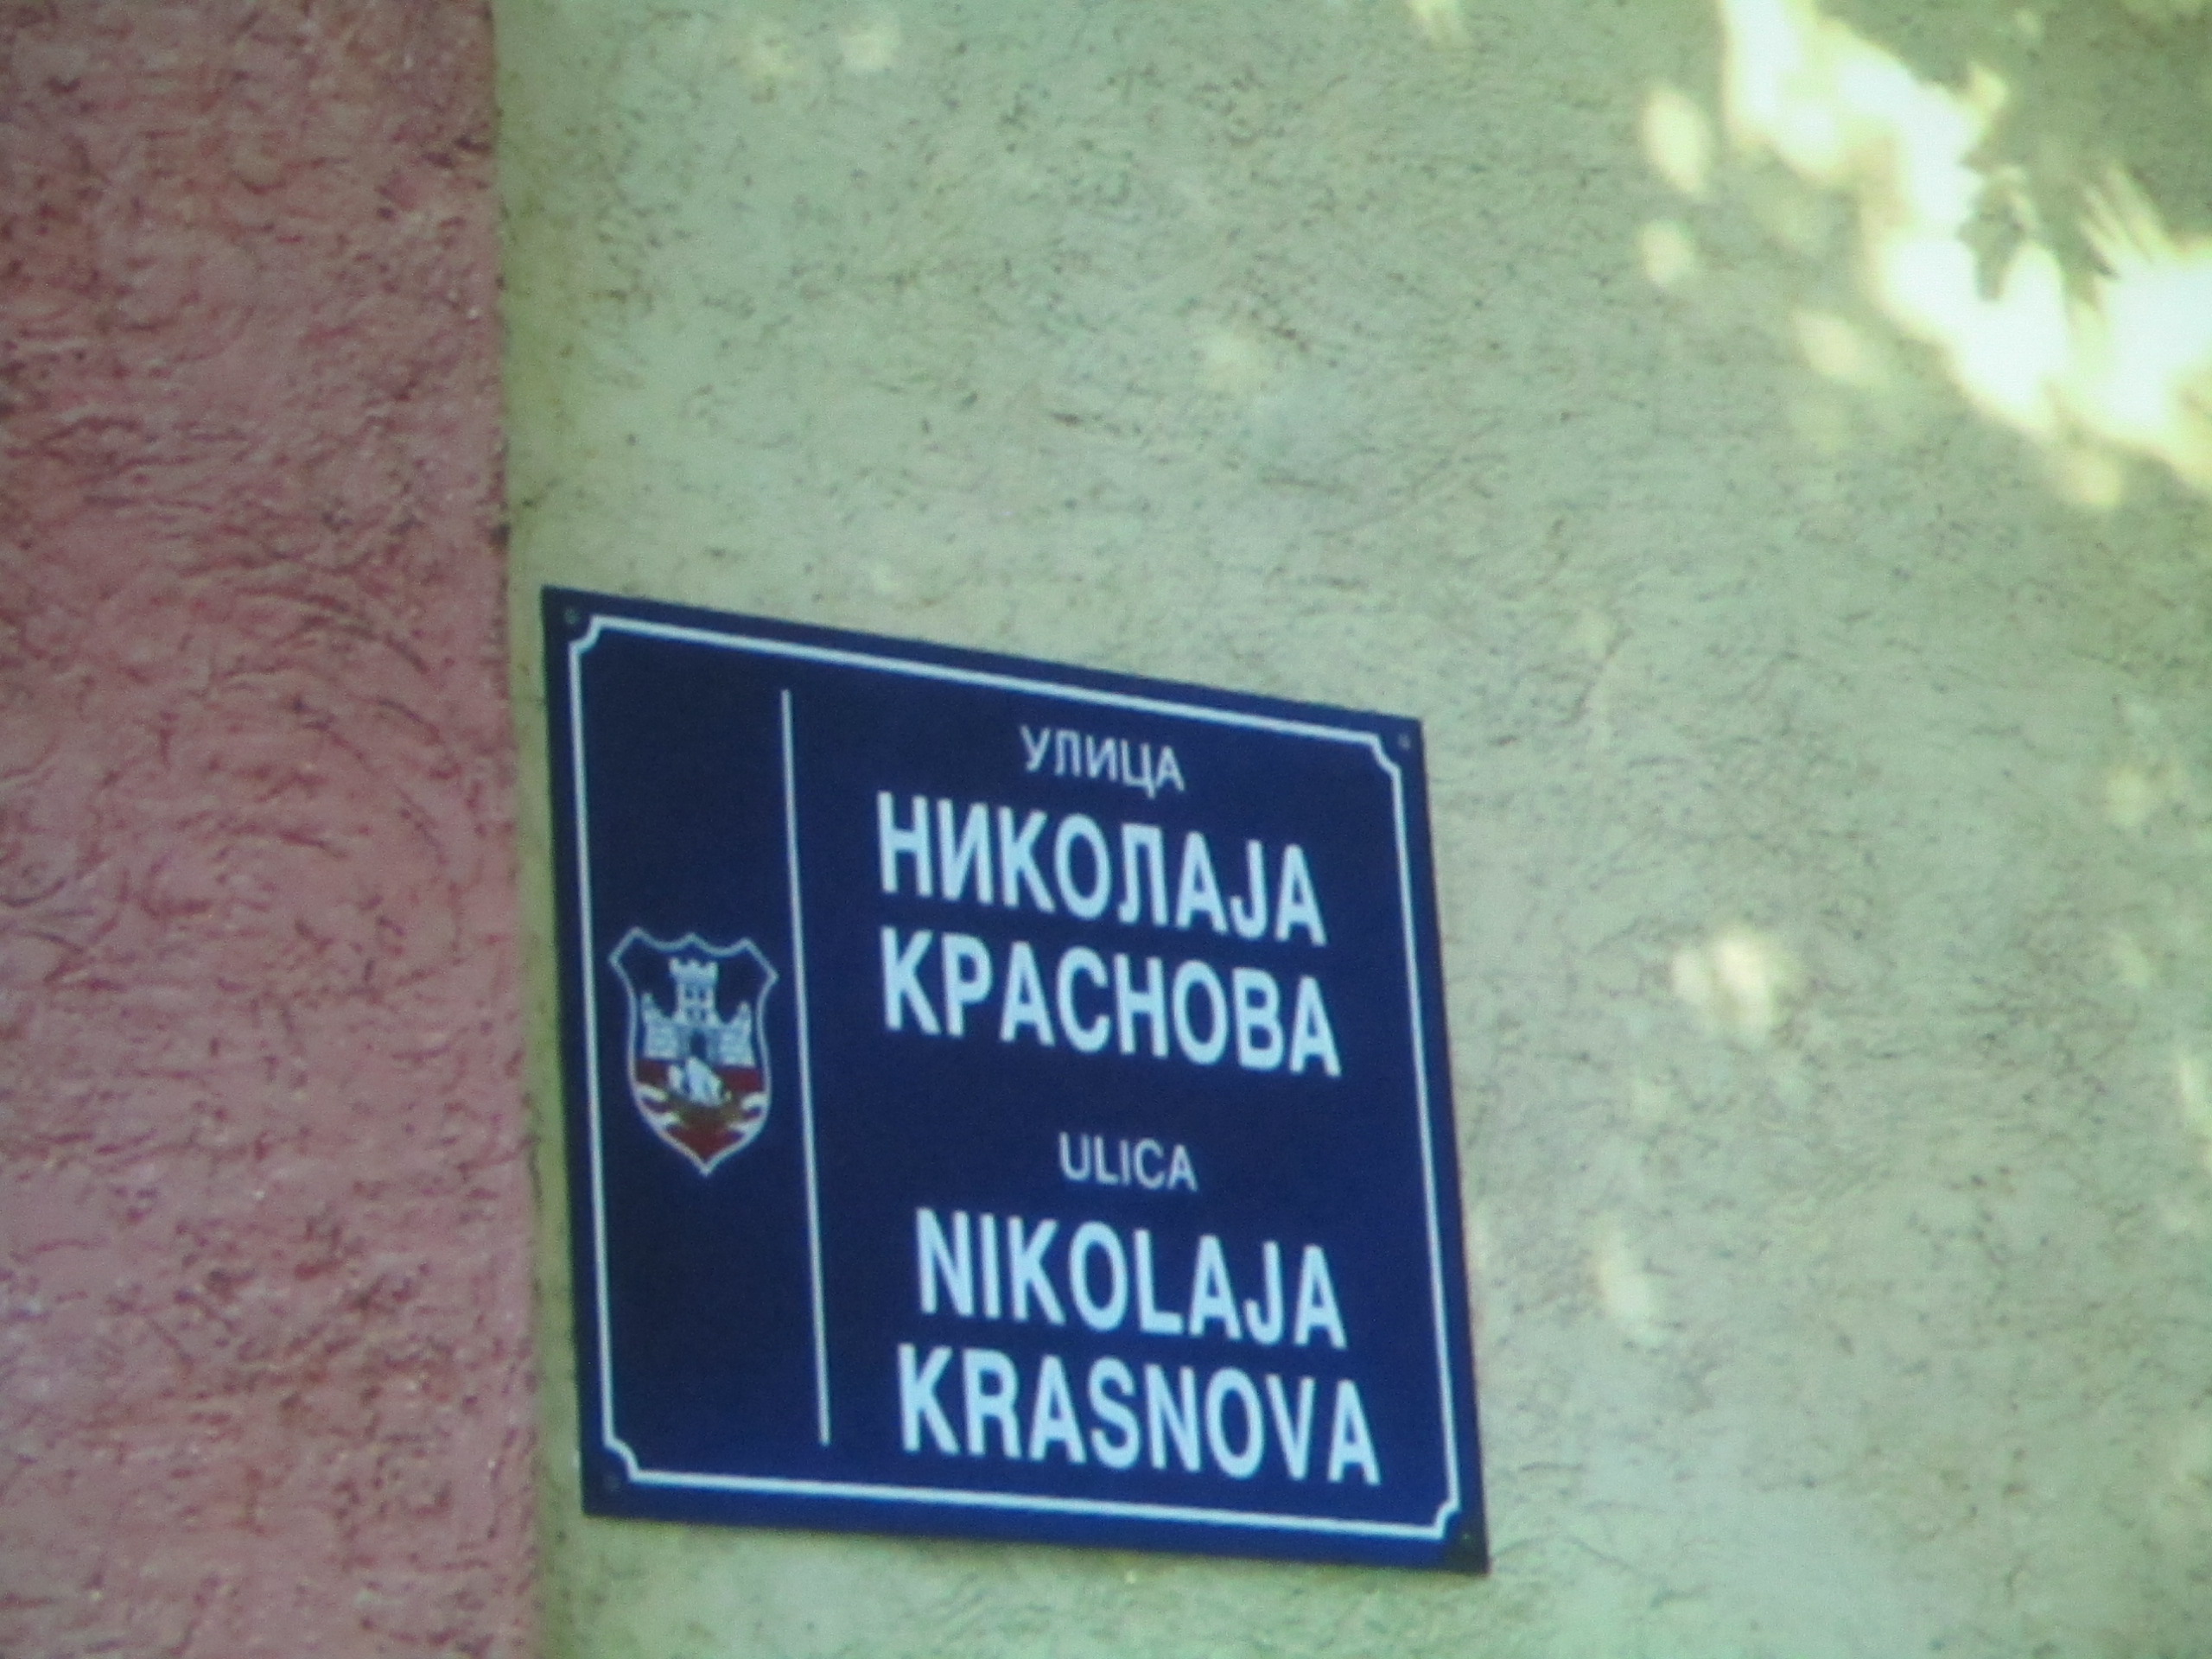 УЛИЦА
НИКОЛАЈА
КРАСНОВА
ULICA
NIKOLAJA
KRASNOVA